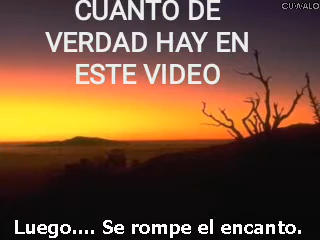 CUANTO DE
VERDAD HAY EN
ESTE VIDEO
Luego.... Se rompe el encanto.